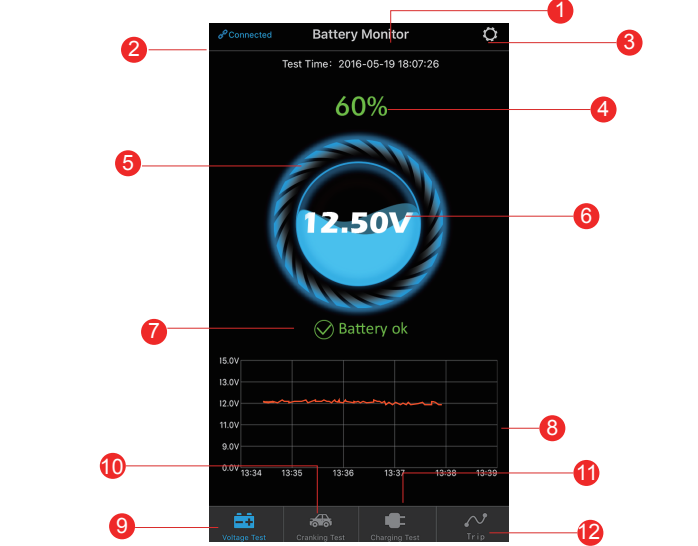 1
Connected Battery Monitor
2
3
Test Time: 2016-05-19 18:07:26
60%
4
5
12.50V
6
7
Battery ok
15.0V
13.0V
12.0V
11.0V
8
9.0V
0.0V
13:34 13:35 13:36 13:37 13:38 13:39
10
11
9
Voltage Test Cranking Test Charging Test Trip
12